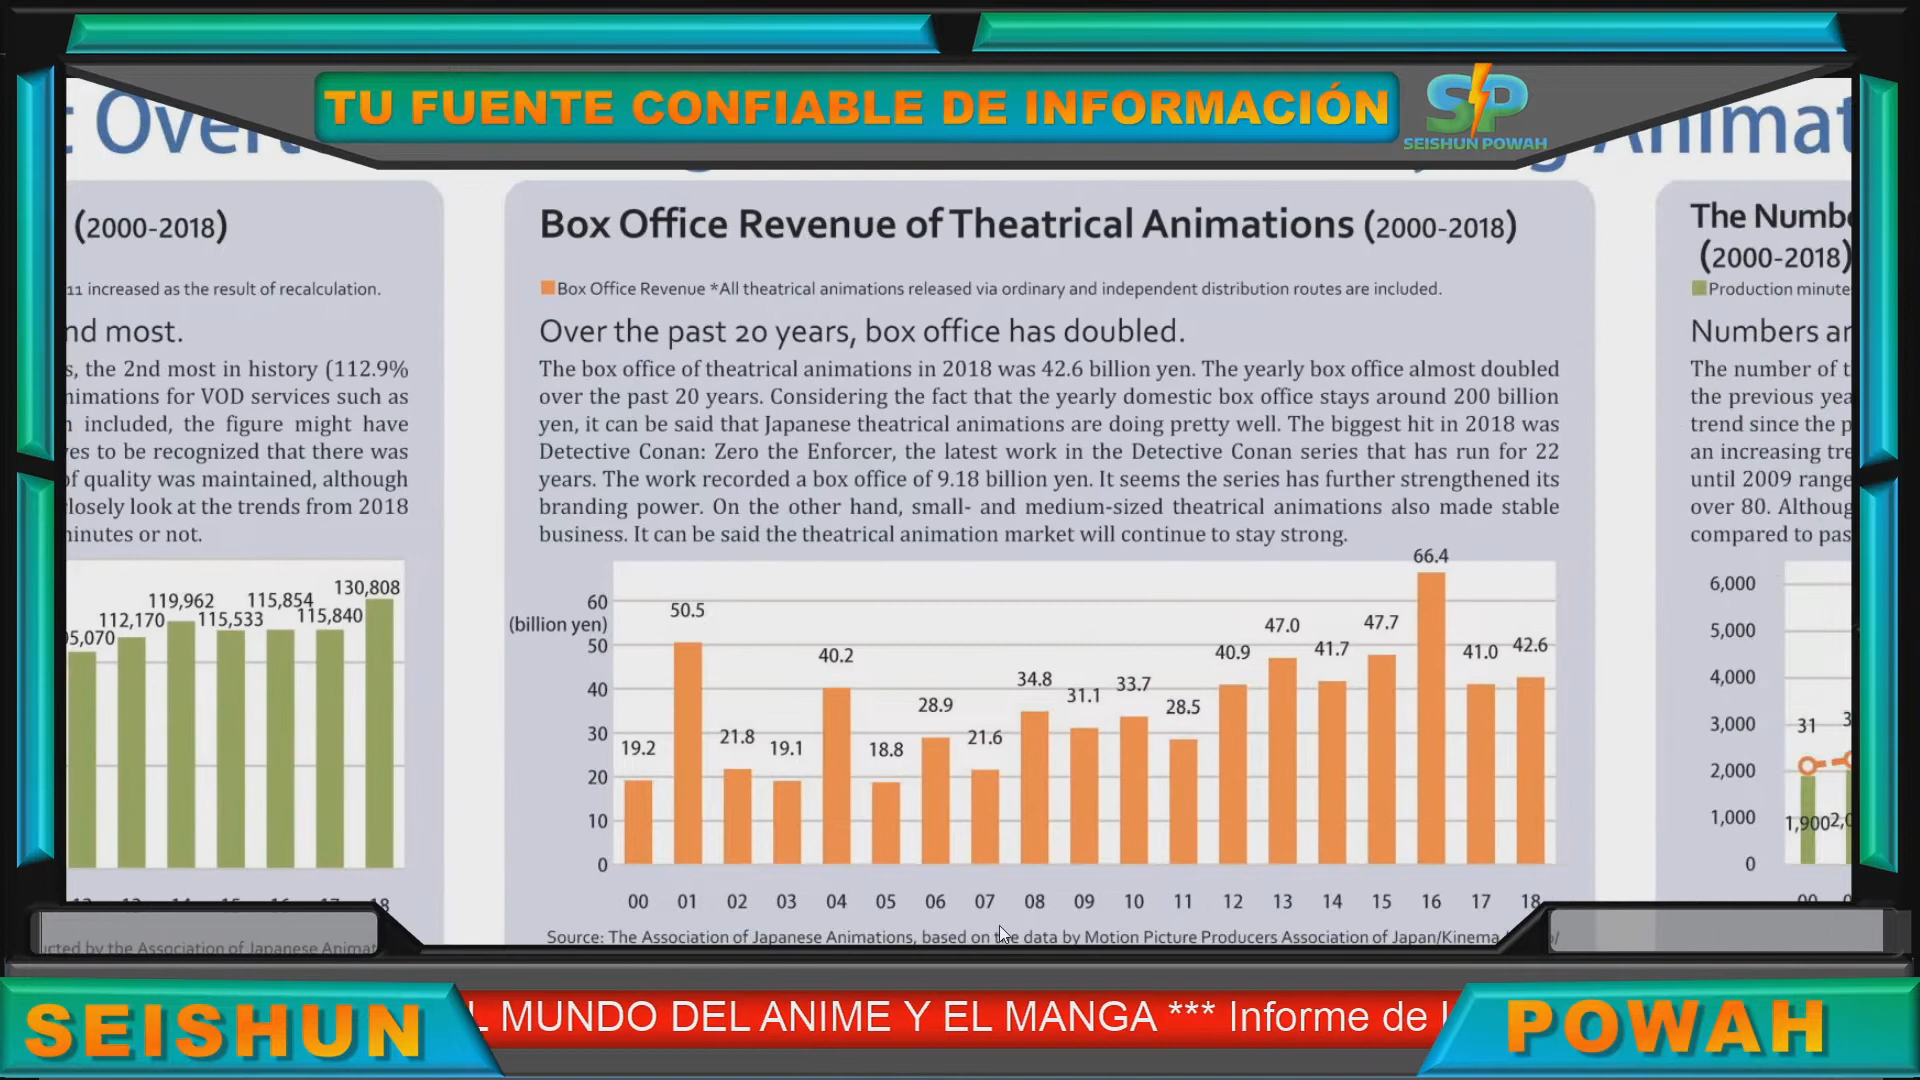 TU FUENTE CONFIABLE DE INFORMACIÓN
SP
SEISHUN POWAH
(2000-2018)
11 increased as the result of recalculation.
nd most.
s, the 2nd most in history (112.9%
nimations for VOD services such as
included, the figure might have
es to be recognized that there was
of quality was maintained, although
closely look at the trends from 2018
minutes or not.
130,808
119,962
115,854
112,170
115,533
115,840
5,070
Box Office Revenue of Theatrical Animations (2000-2018)
Box Office Revenue *All theatrical animations released via ordinary and independent distribution routes are included.
Over the past 20 years, box office has doubled.
The box office of theatrical animations in 2018 was 42.6 billion yen. The yearly box office almost doubled
over the past 20 years. Considering the fact that the yearly domestic box office stays around 200 billion
yen, it can be said that Japanese theatrical animations are doing pretty well. The biggest hit in 2018 was
Detective Conan: Zero the Enforcer, the latest work in the Detective Conan series that has run for 22
years. The work recorded a box office of 9.18 billion yen. It seems the series has further strengthened its
branding power. On the other hand, small- and medium-sized theatrical animations also made stable
business. It can be said the theatrical animation market will continue to stay strong.
(billion yen)
60
50
40
30
20
10
0
19.2 50.5 21.8 19.1 40.2 18.8 28.9 21.6 34.8 31.1 33.7 28.5 40.9 47.0 41.7 47.7 66.4 41.0 42.6
00 01 02 03 04 05 06 07 08 09 10 11 12 13 14 15 16 17 18
Source: The Association of Japanese Animations, based on the data by Motion Picture Producers Association of Japan/Kinema
The Numbe
(2000-2018)
Production minute
Numbers ar
The number of t
the previous yea
trend since the p
an increasing tre
until 2009 range
over 80. Althoug
compared to pas
6,000
5,000
4,000
3,000
2,000
1,000
0
31
1,900
ucted by the Association of Japanese Animat
SEISHUN
L MUNDO DEL ANIME Y EL MANGA *** Informe de
POWAH